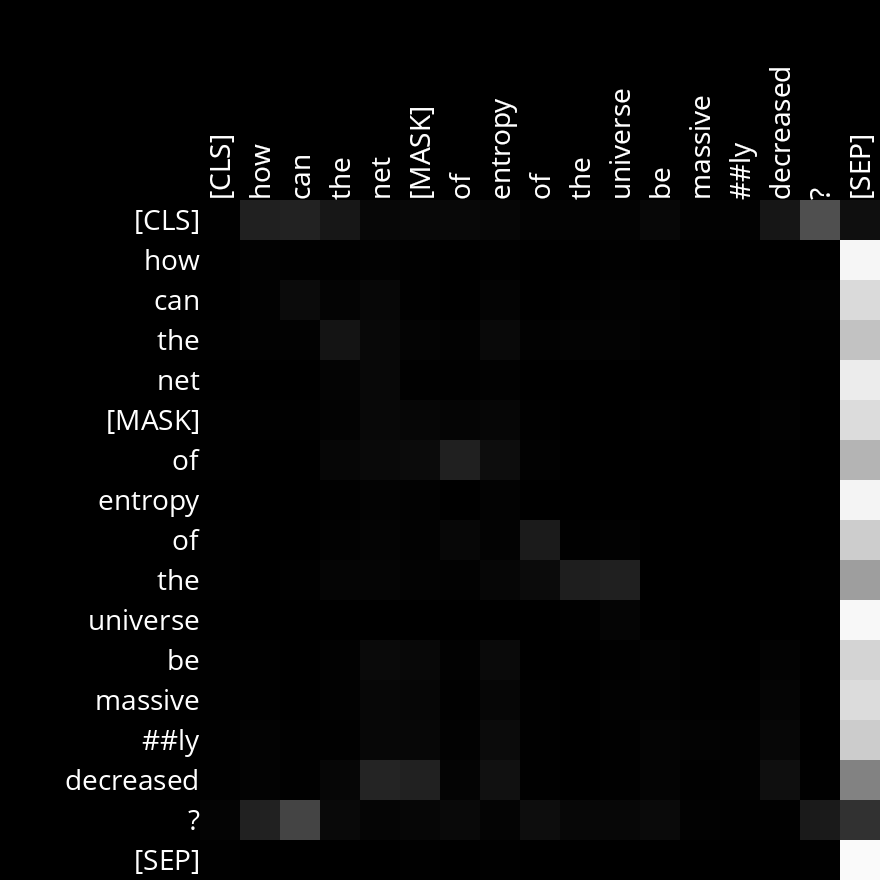 [CLS] how can the net [MASK] of entropy of the universe be massive ##ly decreased ? [SEP]
[CLS]
how
can
the
net
[MASK]
of
entropy
of
the
universe
be
massive
##ly
decreased
?
[SEP]